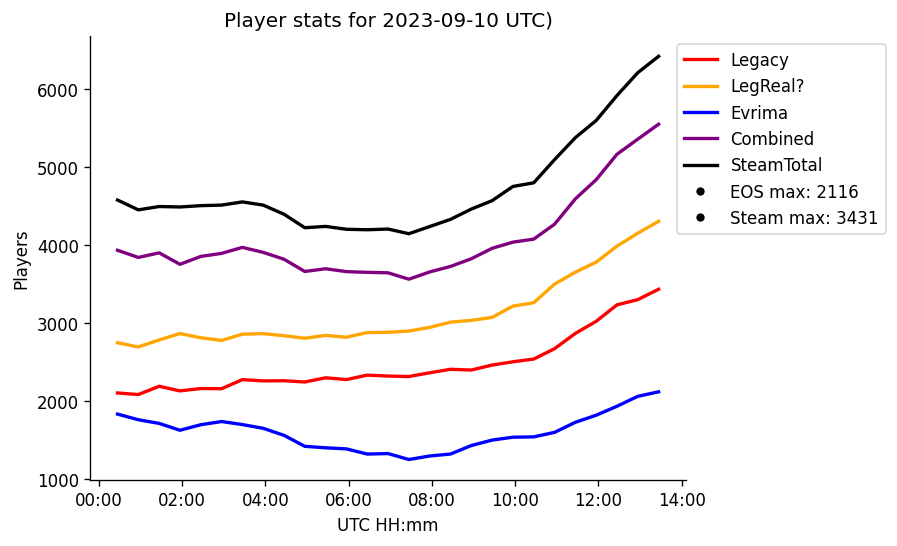 Player stats for 2023-09-10 UTC)
Legacy
LegReal?
Evrima
Combined
SteamTotal
EOS max: 2116
Steam max: 3431
Players
6000
5000
4000
3000
2000
1000
00:00 02:00 04:00 06:00 08:00 10:00 12:00 14:00
UTC HH:mm